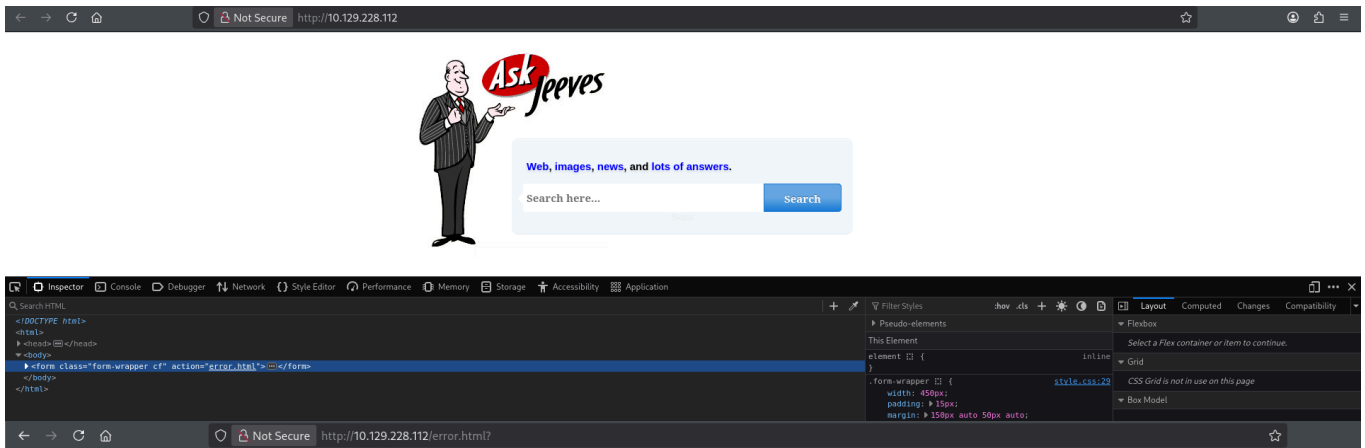 Not Secure http://10.129.228.112
Ask Jeeves
Web, images, news, and lots of answers.
Search here... Search
Inspector Console Debugger Network {} Style Editor Performance Memory Storage Accessibility Application
Search HTML
Filter Styles :hov .cls
Layout Computed Changes Compatibility
<!DOCTYPE html>
<html>
<head></head>
<body>
<form class="form-wrapper cf" action="error.html"></form>
</body>
</html>
Pseudo-elements
This Element
element { inline
}
.form-wrapper { style.css:29
width: 450px;
padding: 15px;
margin: 150px auto 50px auto;
Flexbox
Select a Flex container or item to continue.
Grid
CSS Grid is not in use on this page
Box Model
Not Secure http://10.129.228.112/error.html?